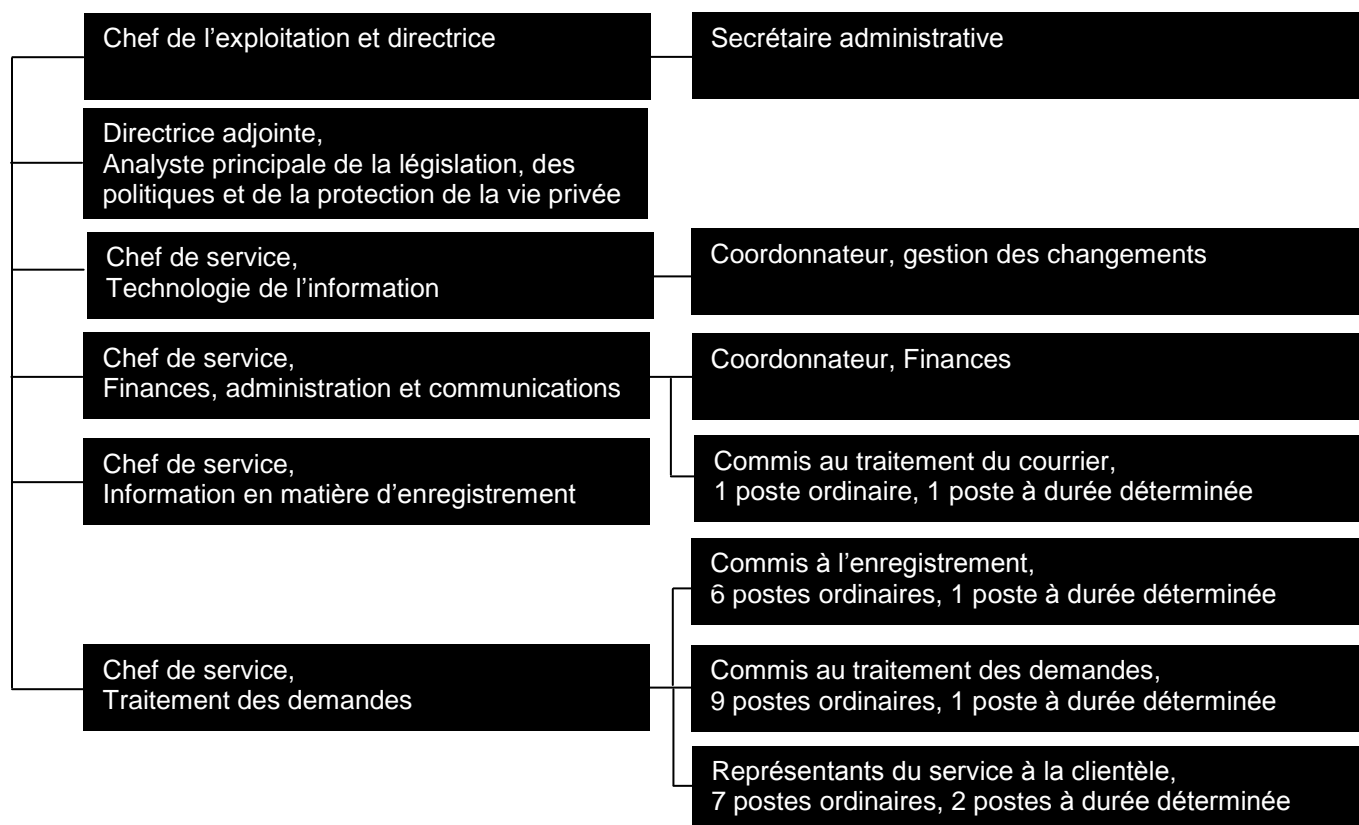 Chef de l’exploitation et directrice
Secrétaire administrative
Directrice adjointe,
Analyste principale de la législation, des
politiques et de la protection de la vie privée
Chef de service,
Technologie de l’information
Coordonnateur, gestion des changements
Chef de service,
Finances, administration et communications
Coordonnateur, Finances
Commis au traitement du courrier,
1 poste ordinaire, 1 poste à durée déterminée
Chef de service,
Information en matière d’enregistrement
Chef de service,
Traitement des demandes
Commis à l’enregistrement,
6 postes ordinaires, 1 poste à durée déterminée
Commis au traitement des demandes,
9 postes ordinaires, 1 poste à durée déterminée
Représentants du service à la clientèle,
7 postes ordinaires, 2 postes à durée déterminée